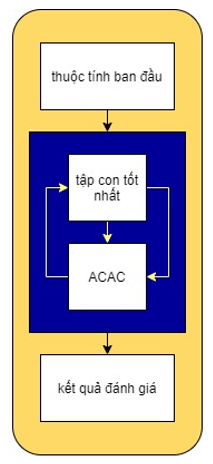 thuộc tính ban đầu
tập con tốt
nhất
ACAC
kết quả đánh giá